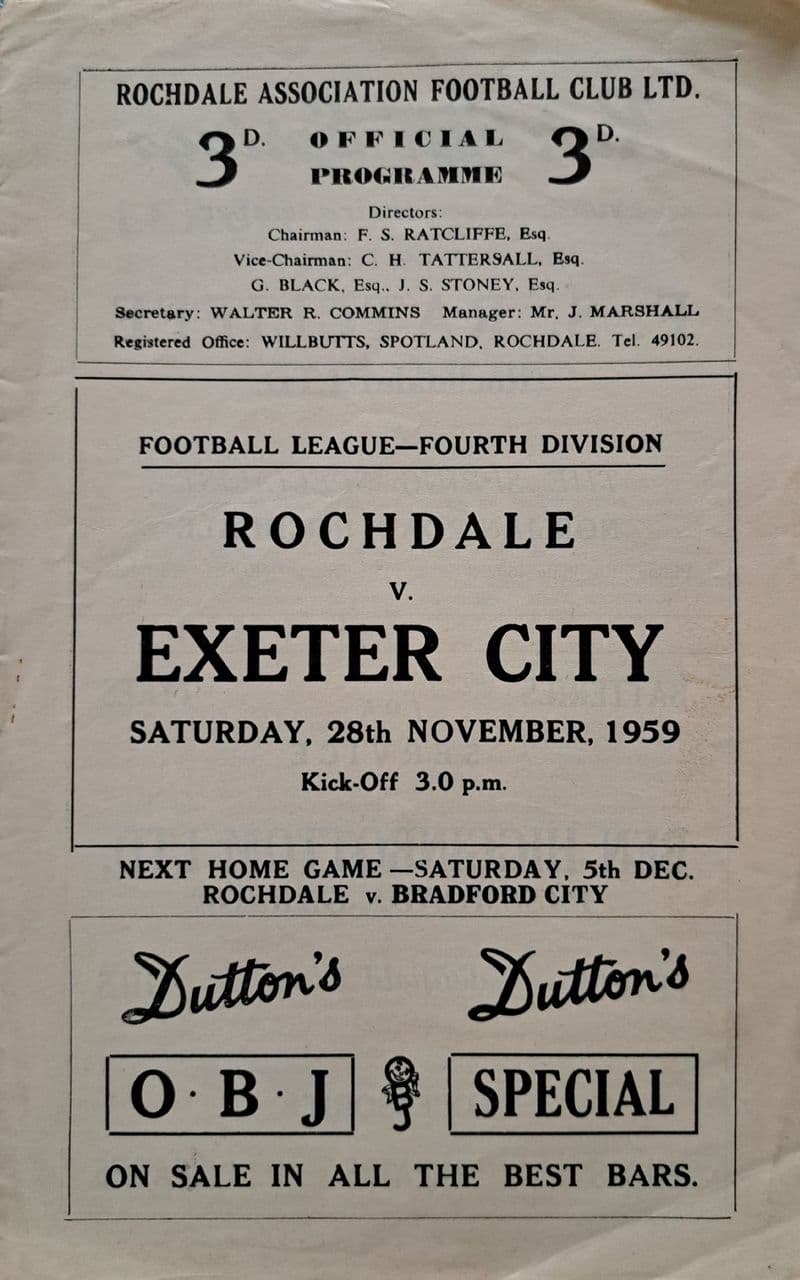 ROCHDALE ASSOCIATION FOOTBALL CLUB LTD.
3D. OFFICIAL 3D.
PROGRAMME
Directors:
Chairman: F. S. RATCLIFFE, Esq.
Vice-Chairman: C. H. TATTERSALL, Esq.
G. BLACK, Esq., J. S. STONEY, Esq.
Secretary: WALTER R. COMMINS Manager: Mr. J. MARSHALL
Registered Office: WILLBUTTS, SPOTLAND, ROCHDALE. Tel. 49102.
FOOTBALL LEAGUE—FOURTH DIVISION
ROCHDALE
V.
EXETER CITY
SATURDAY, 28th NOVEMBER, 1959
Kick-Off 3.0 p.m.
NEXT HOME GAME—SATURDAY, 5th DEC.
ROCHDALE v. BRADFORD CITY
Dutton's Dutton's
O·B·J SPECIAL
ON SALE IN ALL THE BEST BARS.